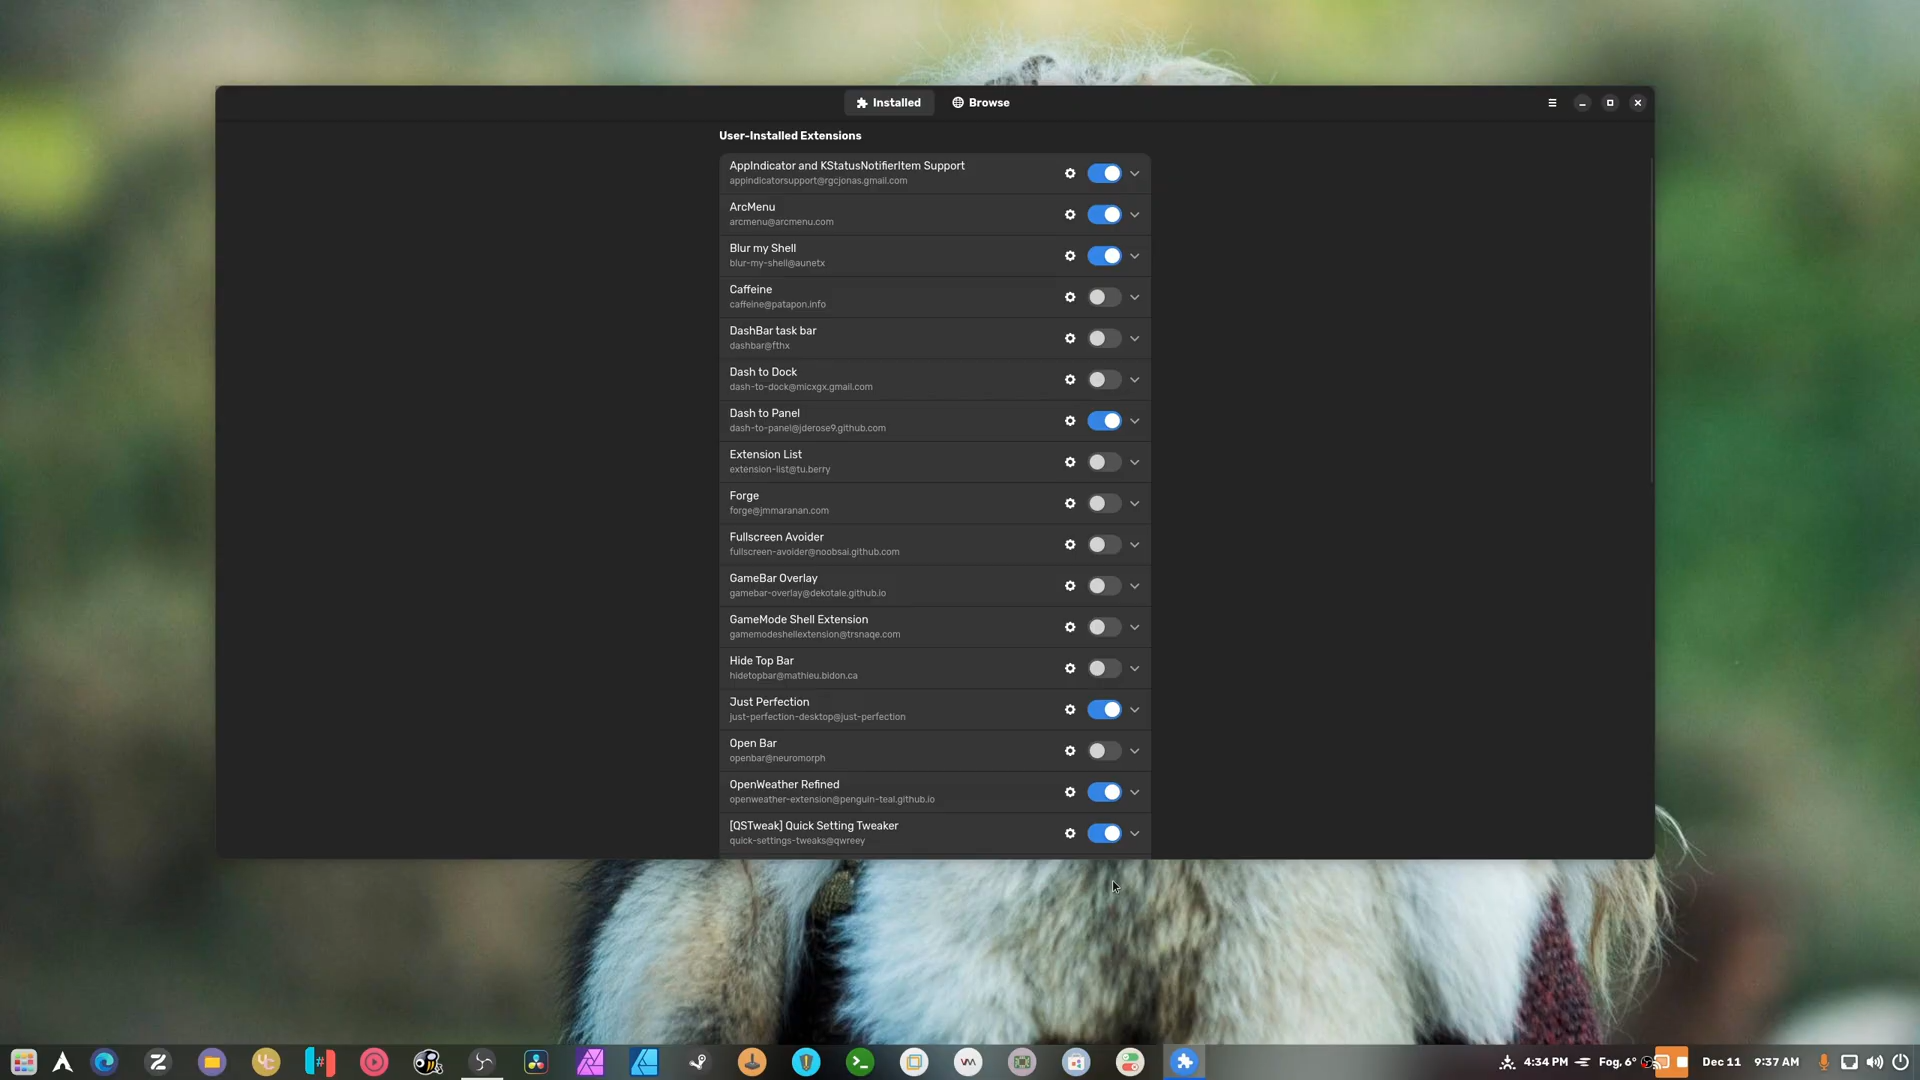 Installed
Browse
User-Installed Extensions
AppIndicator and KStatusNotifierItem Support
appindicatorsupport@rgcjonas.gmail.com
ArcMenu
arcmenu@arcmenu.com
Blur my Shell
blur-my-shell@aunetx
Caffeine
caffeine@patapon.info
DashBar task bar
dashbar@fthx
Dash to Dock
dash-to-dock@micxgx.gmail.com
Dash to Panel
dash-to-panel@jderose9.github.com
Extension List
extension-list@tu.berry
Forge
forge@jmmaranan.com
Fullscreen Avoider
fullscreen-avoider@noobsai.github.com
GameBar Overlay
gamebar-overlay@dekotale.github.io
GameMode Shell Extension
gamemodeshellextension@trsnaqe.com
Hide Top Bar
hidetopbar@mathieu.bidon.ca
Just Perfection
just-perfection-desktop@just-perfection
Open Bar
openbar@neuromorph
OpenWeather Refined
openweather-extension@penguin-teal.github.io
[QSTweak] Quick Setting Tweaker
quick-settings-tweaks@qwreey
4:34 PM
Fog, 6°
Dec 11
9:37 AM